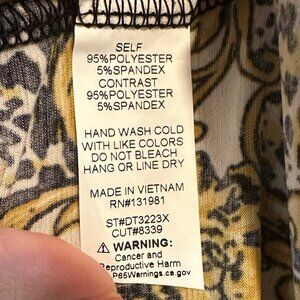 SELF
95%POLYESTER
5%SPANDEX
CONTRAST
95%POLYESTER
5%SPANDEX
HAND WASH COLD
WITH LIKE COLORS
DO NOT BLEACH
HANG OR LINE DRY
MADE IN VIETNAM
RN#131981
ST#DT3223X
CUT#8339
⚠ WARNING:
Cancer and
Reproductive Harm
P65Warnings.ca.gov